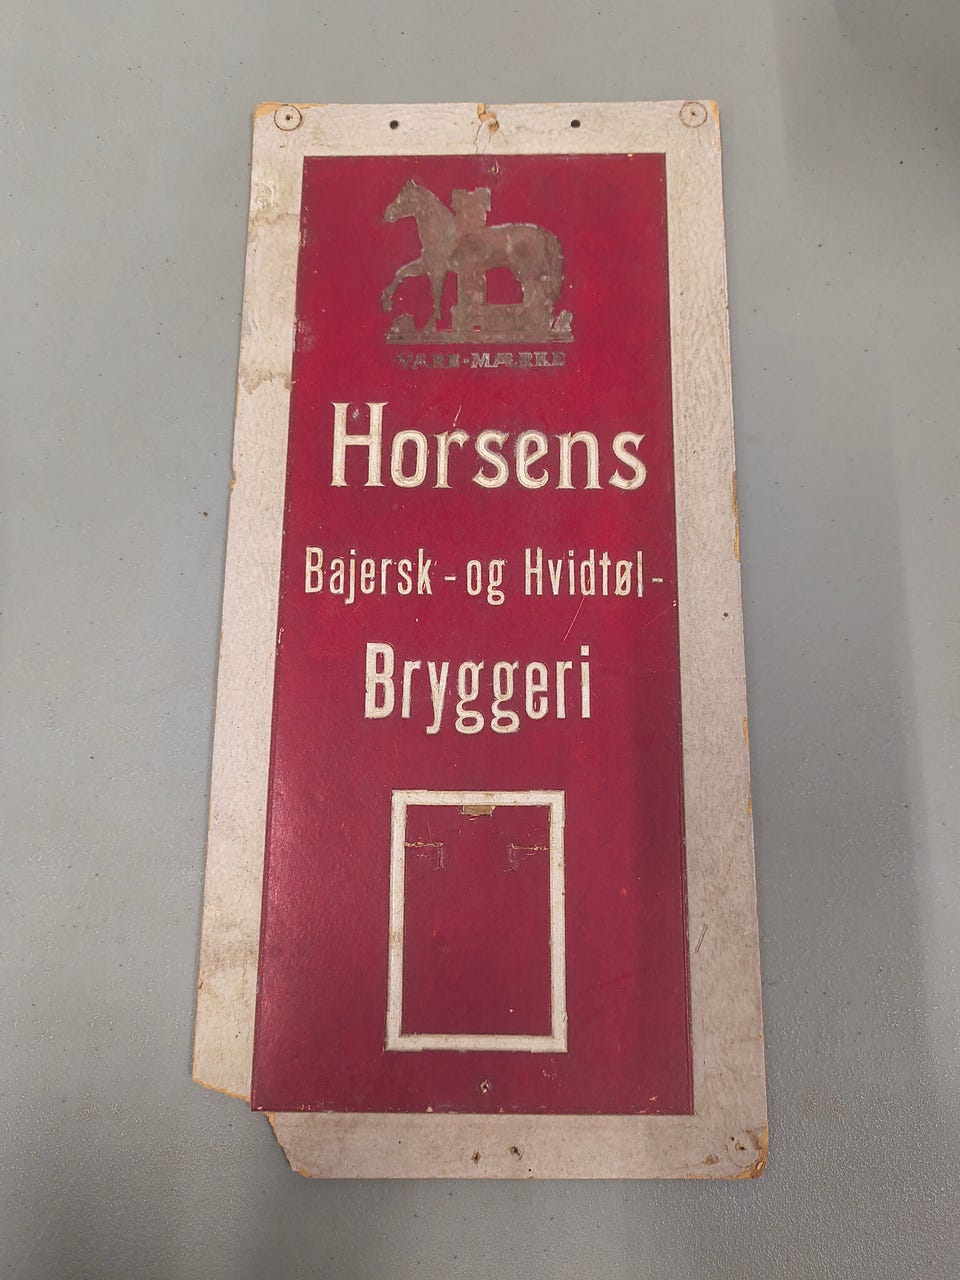 VARE-MÆRKE
Horsens
Bajersk-og Hvidtøl-
Bryggeri